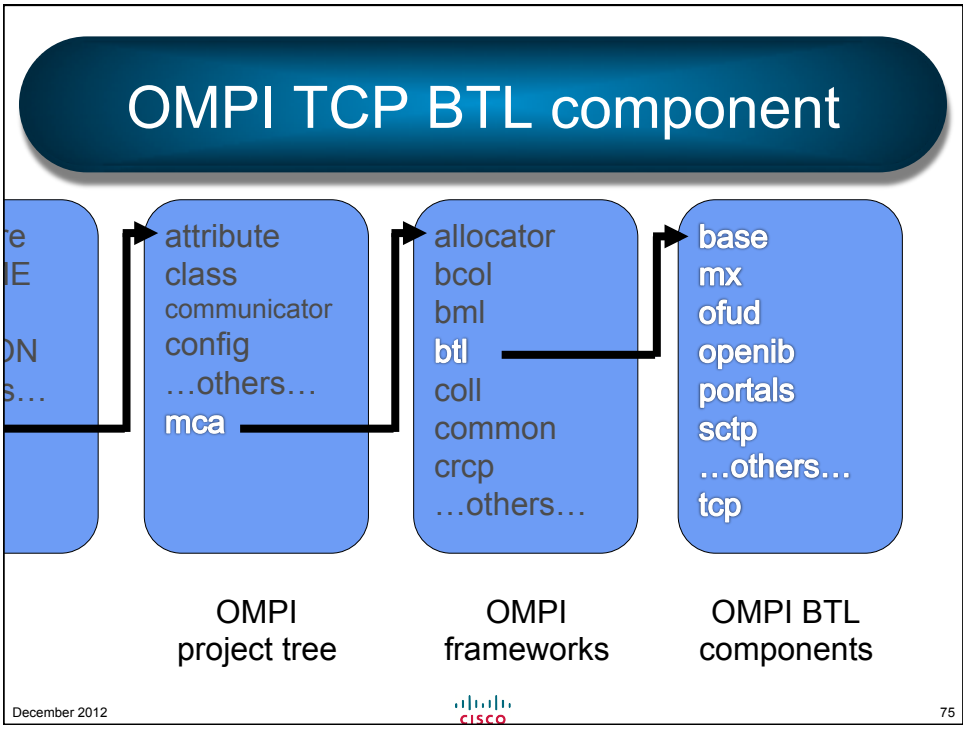 OMPI TCP BTL component
re
ON
s…
attribute
class
communicator
config
…others…
mca
allocator
bcol
bml
btl
coll
common
crcp
…others…
base
mx
ofud
openib
portals
sctp
…others…
tcp
OMPI
project tree
OMPI
frameworks
OMPI BTL
components
December 2012
CISCO
75